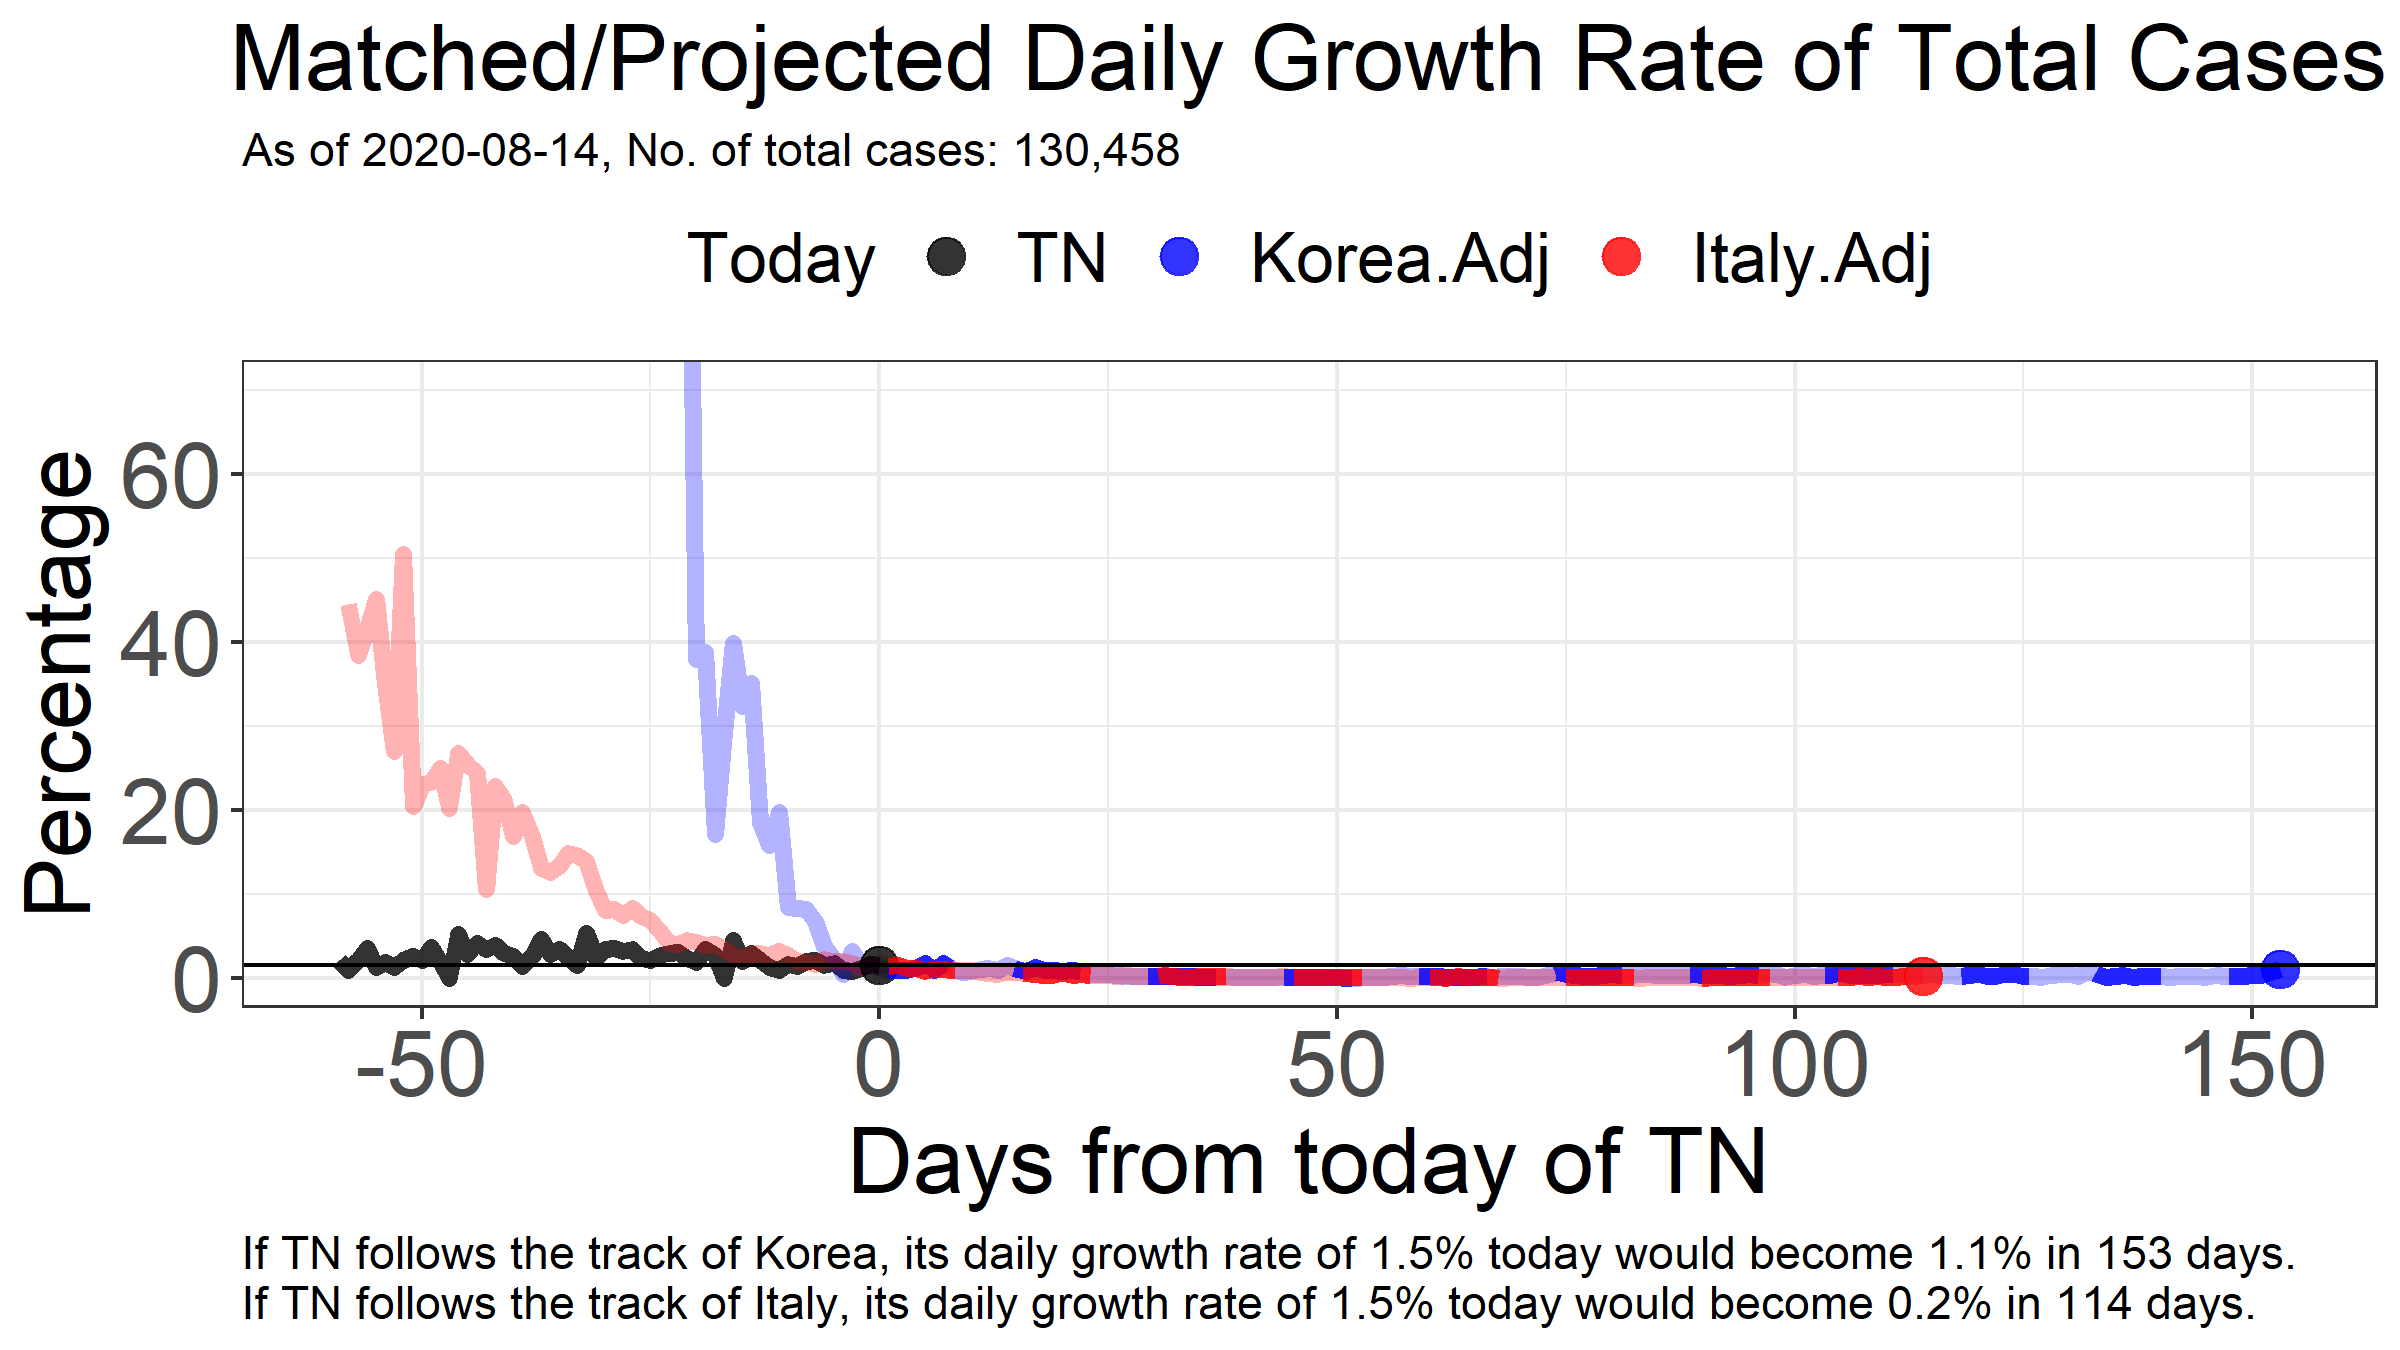 Matched/Projected Daily Growth Rate of Total Cases
As of 2020-08-14, No. of total cases: 130,458
Today TN Korea.Adj Italy.Adj
Percentage
60
40
20
0
-50 0 50 100 150
Days from today of TN
If TN follows the track of Korea, its daily growth rate of 1.5% today would become 1.1% in 153 days.
If TN follows the track of Italy, its daily growth rate of 1.5% today would become 0.2% in 114 days.